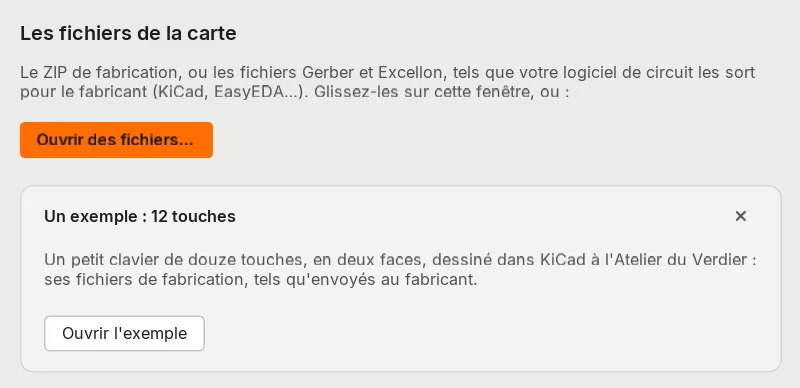 Les fichiers de la carte
Le ZIP de fabrication, ou les fichiers Gerber et Excellon, tels que votre logiciel de circuit les sort
pour le fabricant (KiCad, EasyEDA...). Glissez-les sur cette fenêtre, ou :
Ouvrir des fichiers...
Un exemple : 12 touches
×
Un petit clavier de douze touches, en deux faces, dessiné dans KiCad à l'Atelier du Verdier :
ses fichiers de fabrication, tels qu'envoyés au fabricant.
Ouvrir l'exemple